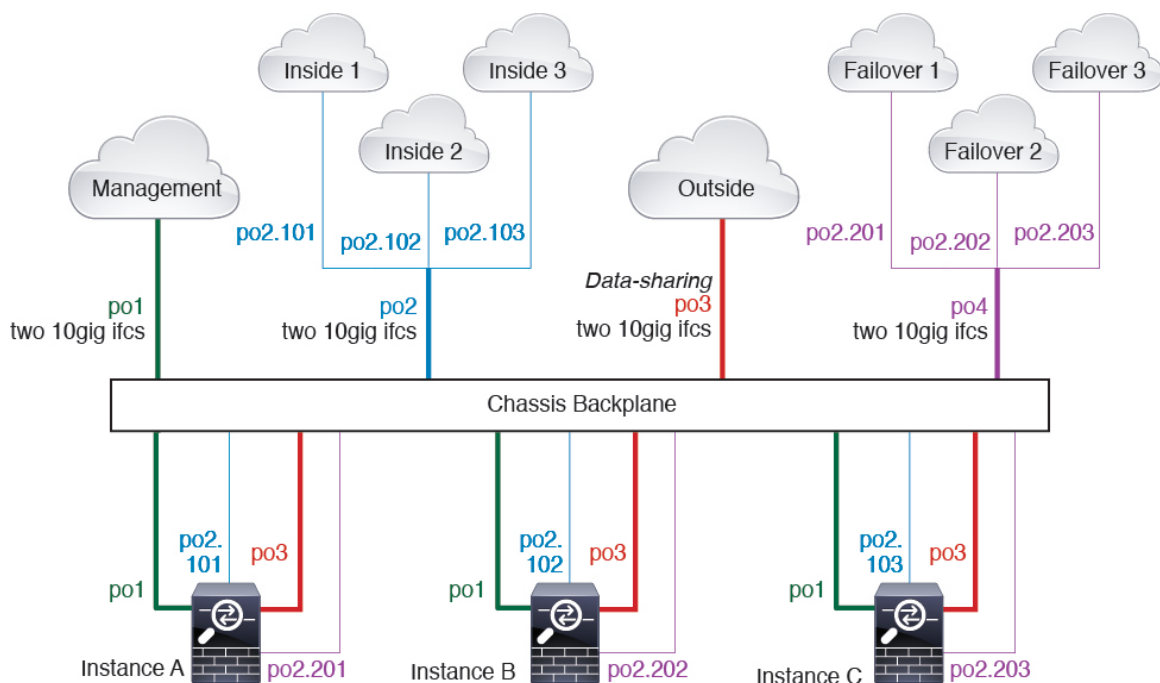 Inside 1
Inside 3
Failover 1
Failover 3
Inside 2
Failover 2
Management
Outside
po2.101
po2.102
po2.103
po2.201
po2.202
po2.203
Data-sharing
po1
two 10gig ifcs
po2
two 10gig ifcs
po3
two 10gig ifcs
po4
two 10gig ifcs
Chassis Backplane
po2.
101
po3
po1
Instance A
po2.201
po2.
102
po3
po1
Instance B
po2.202
po2.
103
po3
po1
Instance C
po2.203